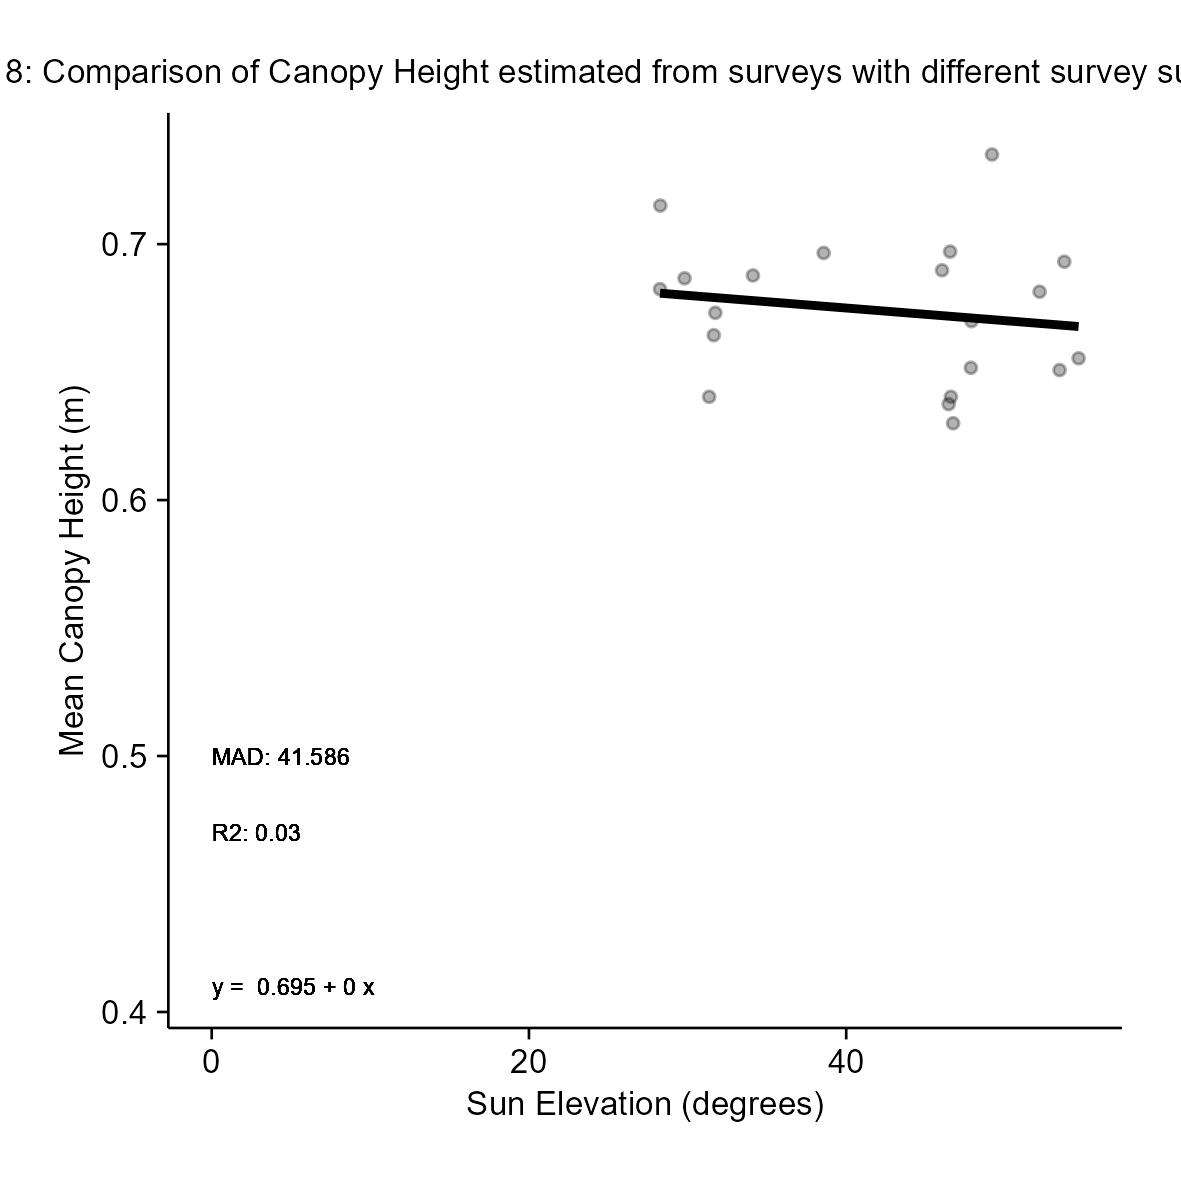 8: Comparison of Canopy Height estimated from surveys with different survey
0.7
0.6
0.5
0.4
Mean Canopy Height (m)
MAD: 41.586
R2: 0.03
y = 0.695 + 0 x
0 20 40
Sun Elevation (degrees)